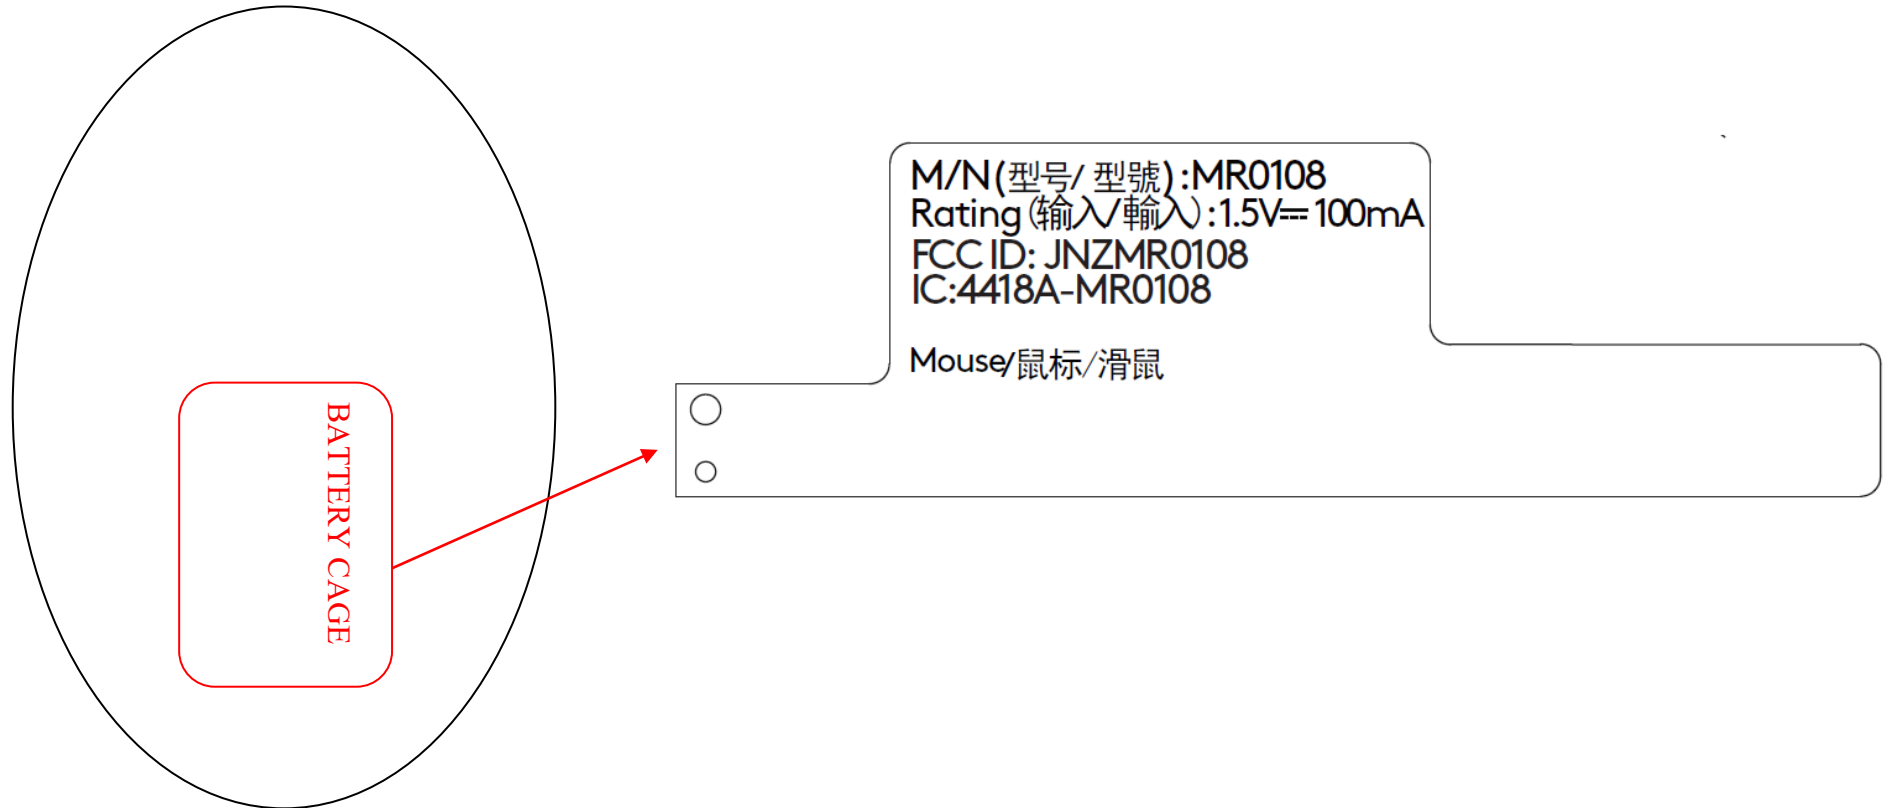 M/N(型号/ 型號):MR0108
Rating(输入/輸入):1.5V⎓100mA
FCC ID: JNZMR0108
IC:4418A-MR0108
Mouse/鼠标/滑鼠
BATTERY CAGE